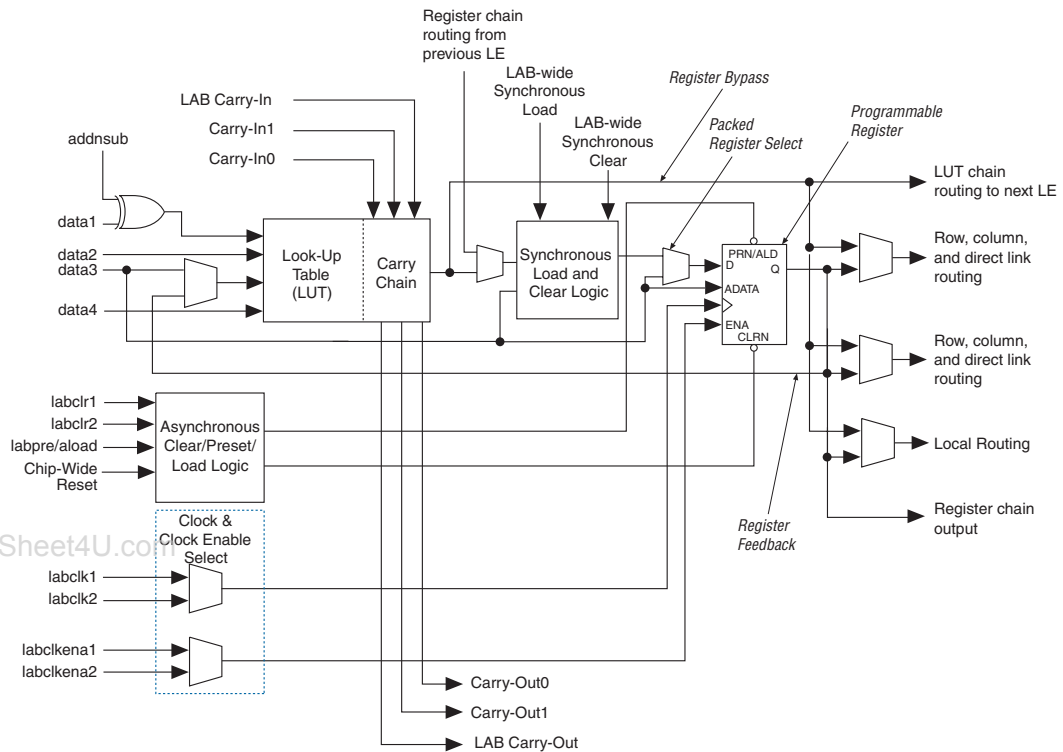 Register chain
routing from
previous LE
LAB-wide
Synchronous
Load
Register Bypass
LAB Carry-In
Carry-In1
Carry-In0
LAB-wide
Synchronous
Clear
Packed
Register Select
Programmable
Register
addnsub
LUT chain
routing to next LE
data1
data2
data3
data4
Look-Up
Table
(LUT)
Carry
Chain
Synchronous
Load and
Clear Logic
PRN/ALD
D
Q
ADATA
ENA
CLRN
Row, column,
and direct link
routing
Row, column,
and direct link
routing
labclr1
labclr2
labpre/aload
Chip-Wide
Reset
Asynchronous
Clear/Preset/
Load Logic
Local Routing
Register
Feedback
Register chain
output
Sheet4U.com
Clock &
Clock Enable
Select
labclk1
labclk2
labclkena1
labclkena2
Carry-Out0
Carry-Out1
LAB Carry-Out